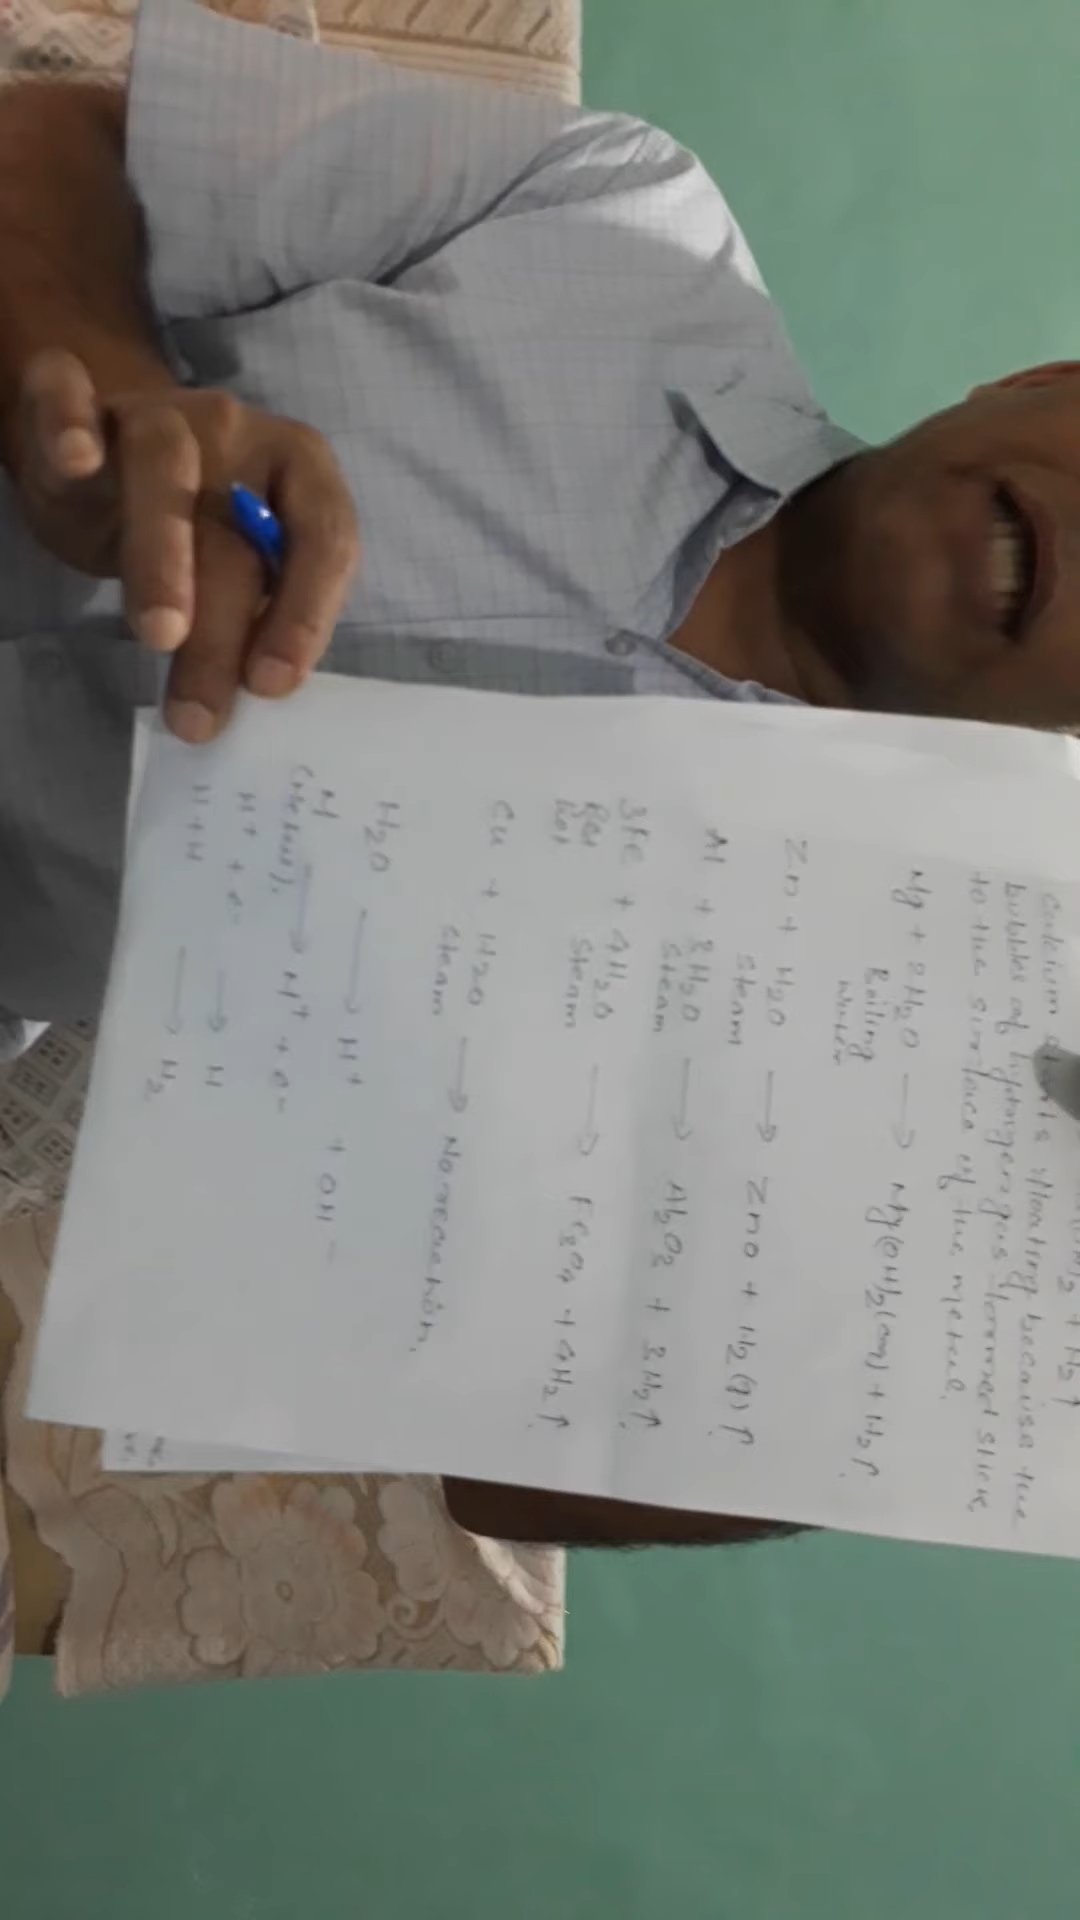 + H2↑
Calcium floating because the
bubbles of hydrogen gas formed stick
to the surface of the metal.
Mg + 2H2O → Mg(OH)2(aq) + H2↑.
Boiling
water
Zn + H2O → ZnO + H2(g)↑.
steam
Al + 3H2O → Al2O3 + 3H2↑.
steam
3Fe + 4H2O → Fe3O4 + 4H2↑.
Red steam
hot
Cu + H2O → No reaction.
steam
H2O → H+ + OH-
M → M+ + e-
(Metal).
H+ + e- → H
H+H → H2